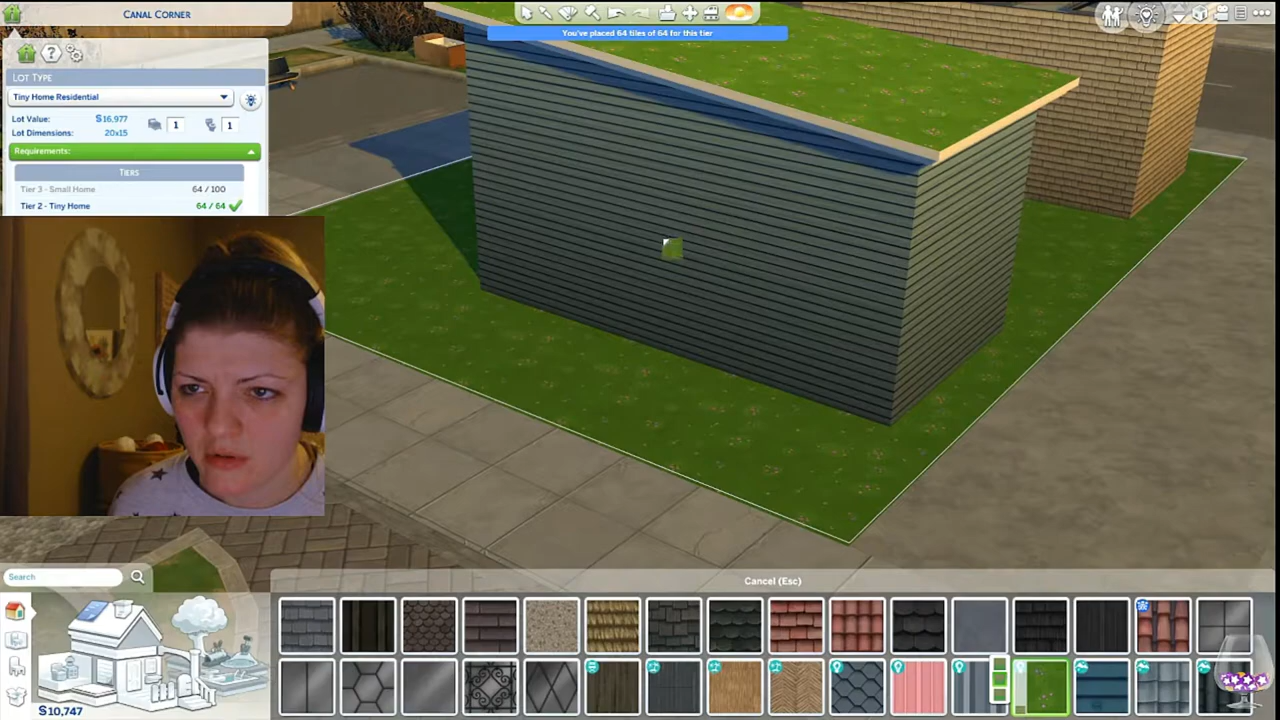 CANAL CORNER
You've placed 64 tiles of 64 for this tier
LOT TYPE
Tiny Home Residential
Lot Value: $16,977
1 1
Lot Dimensions: 20x15
Requirements:
TIERS
Tier 3 - Small Home 64 / 100
Tier 2 - Tiny Home 64 / 64
Cancel (Esc)
Search
$10,747